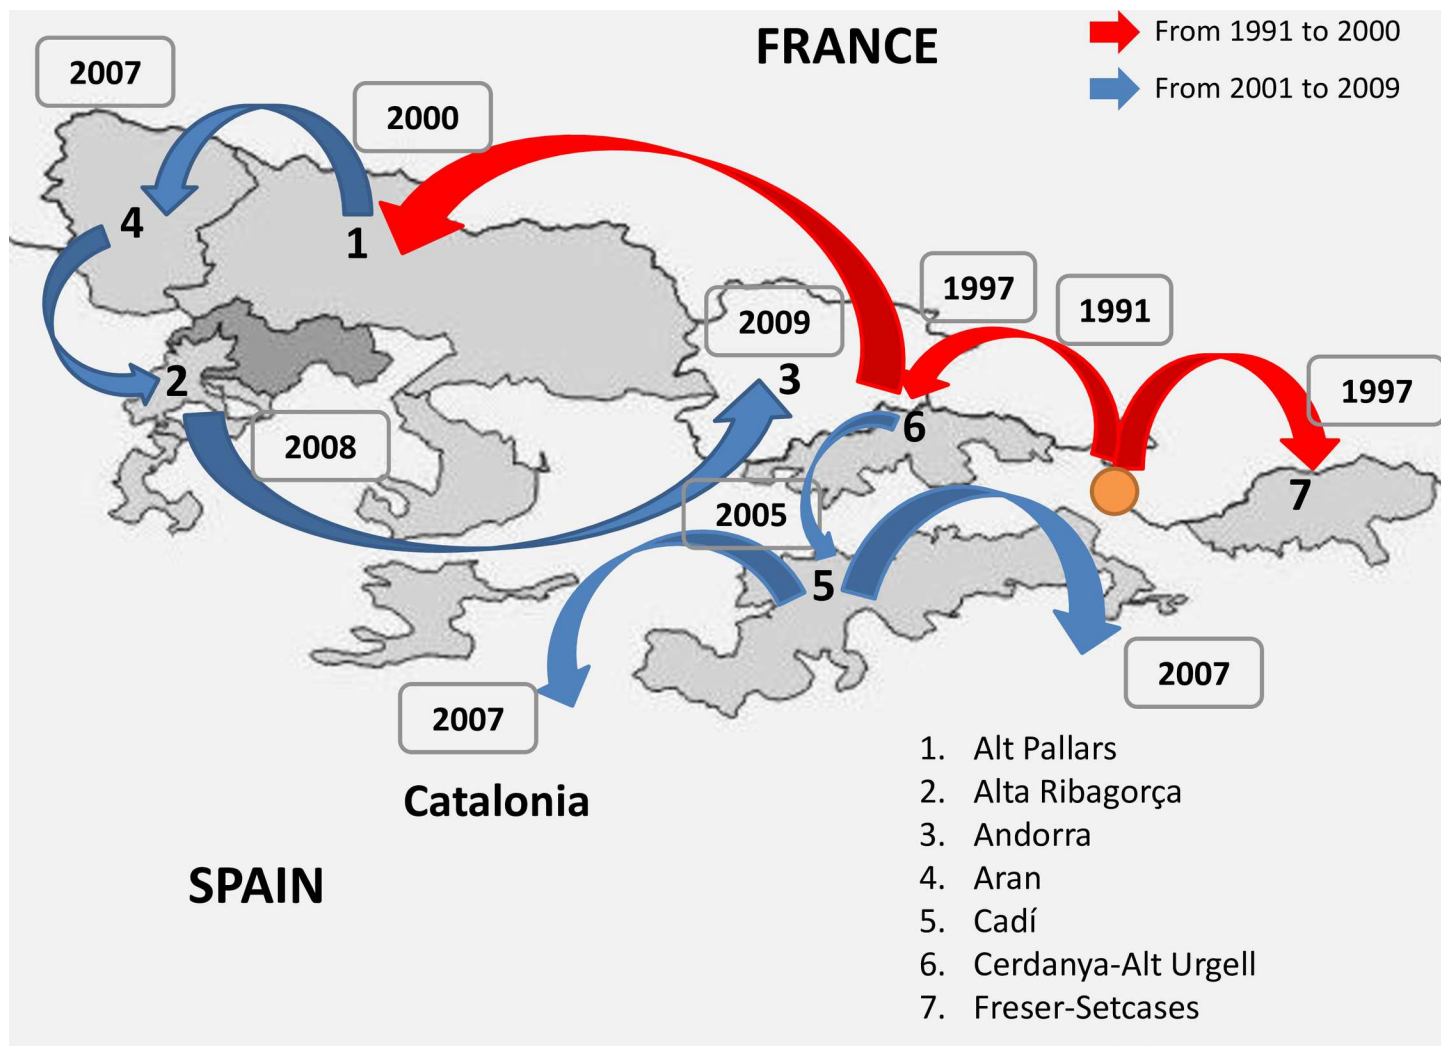 FRANCE
From 1991 to 2000
From 2001 to 2009
2007
2000
4
1
1997
1991
2009
3
2
1997
6
2008
7
2005
5
2007
2007
Catalonia
SPAIN
1. Alt Pallars
2. Alta Ribagorça
3. Andorra
4. Aran
5. Cadí
6. Cerdanya-Alt Urgell
7. Freser-Setcases